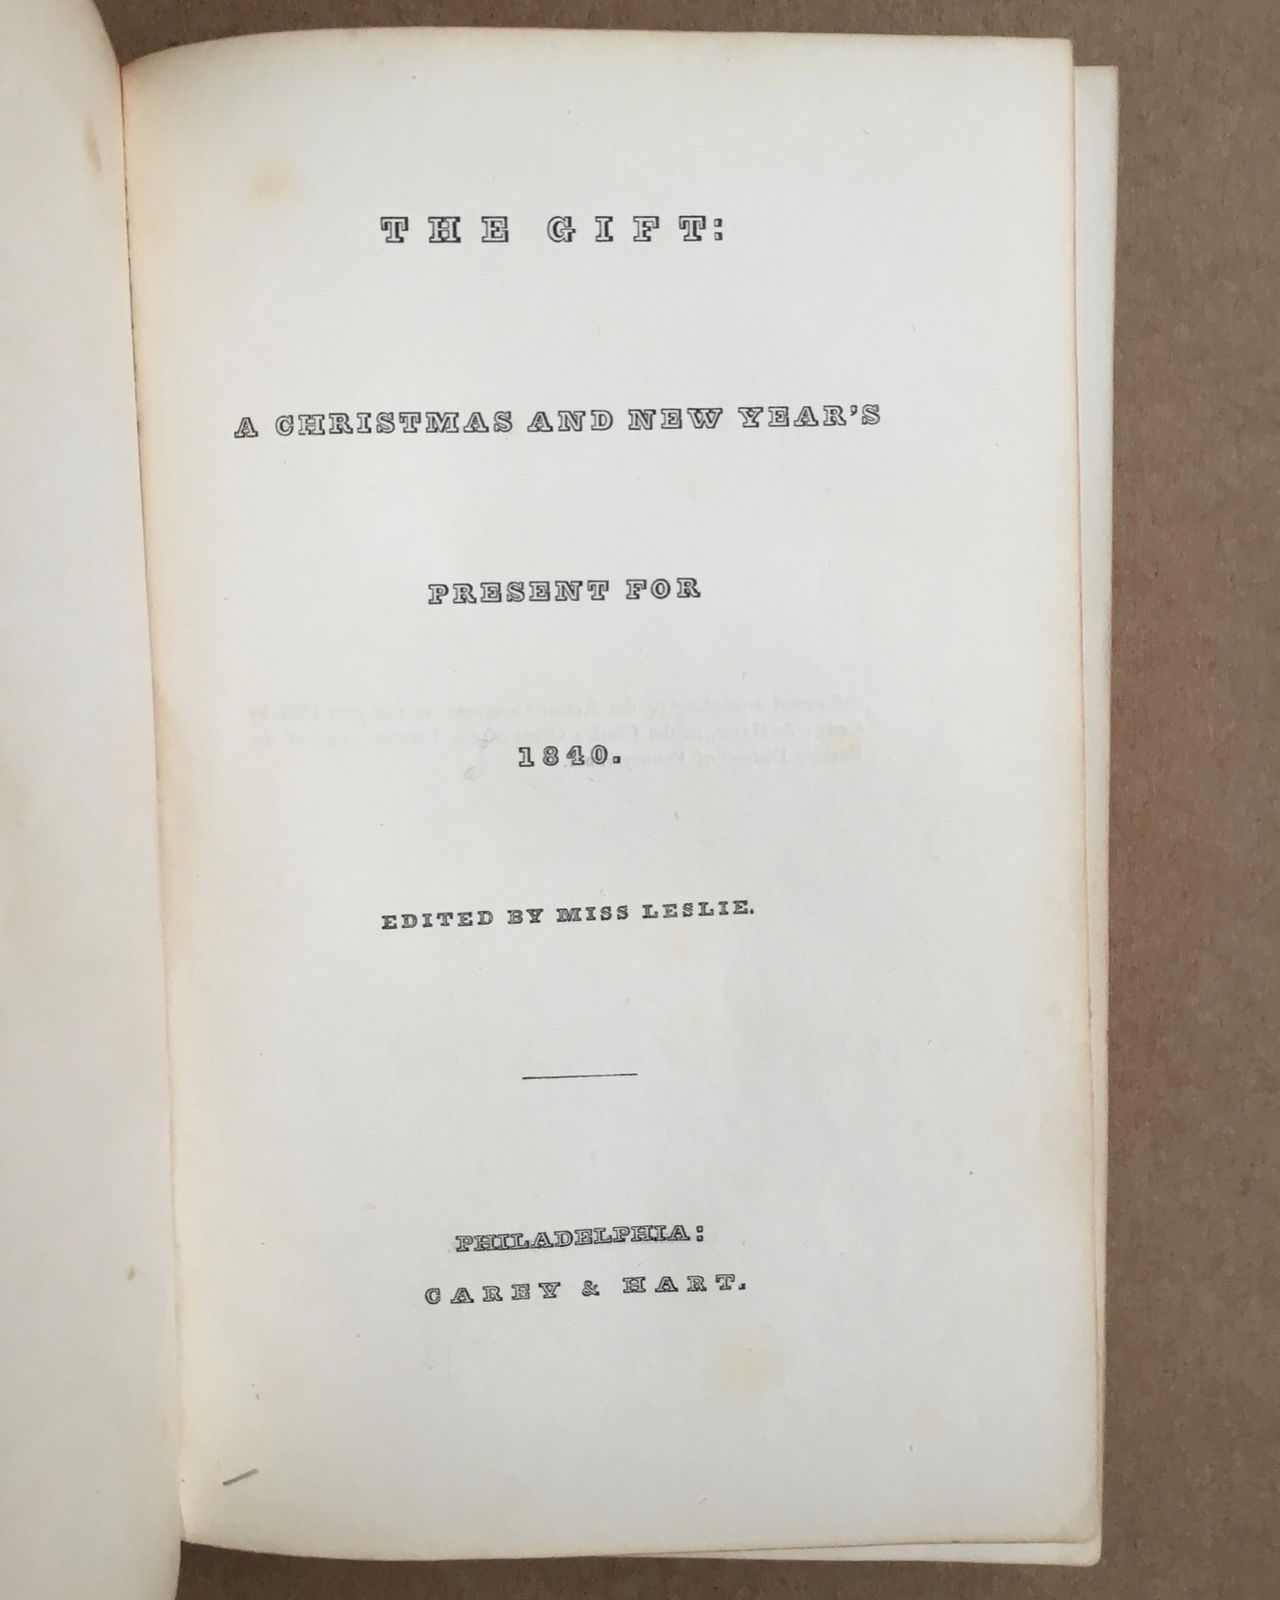 THE GIFT:
A CHRISTMAS AND NEW YEAR'S
PRESENT FOR
1840.
EDITED BY MISS LESLIE.
PHILADELPHIA:
CAREY & HART.